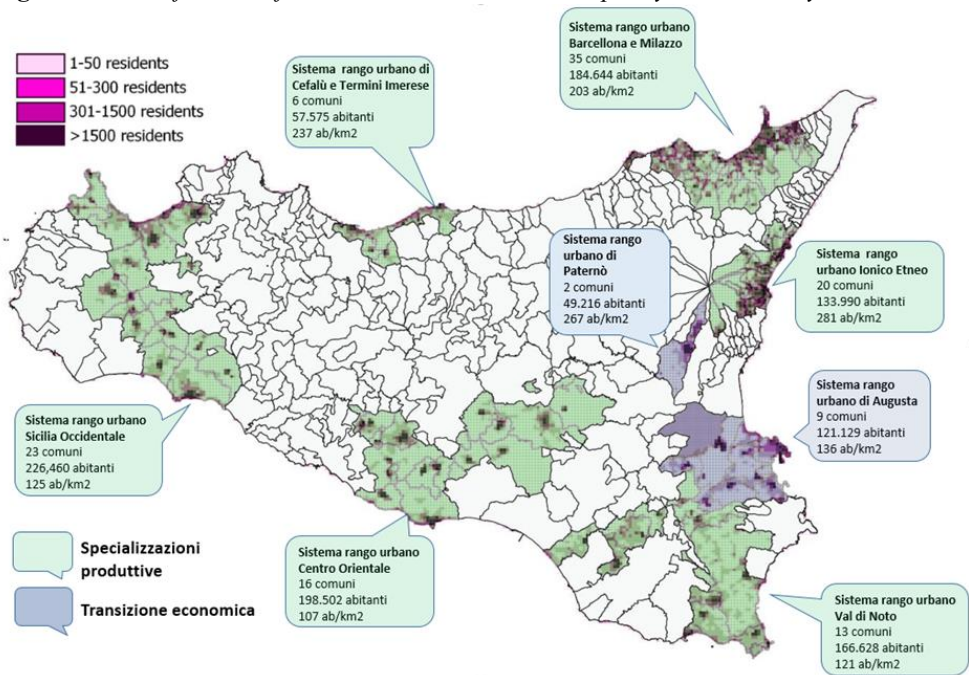 1-50 residents
51-300 residents
301-1500 residents
>1500 residents
Sistema rango urbano di
Cefalù e Termini Imerese
6 comuni
57.575 abitanti
237 ab/km2
Sistema rango urbano
Barcellona e Milazzo
35 comuni
184.644 abitanti
203 ab/km2
Sistema rango
urbano di
Paternò
2 comuni
49.216 abitanti
267 ab/km2
Sistema rango
urbano Ionico Etneo
20 comuni
133.990 abitanti
281 ab/km2
Sistema rango
urbano di Augusta
9 comuni
121.129 abitanti
136 ab/km2
Sistema rango urbano
Sicilia Occidentale
23 comuni
226,460 abitanti
125 ab/km2
Sistema rango urbano
Centro Orientale
16 comuni
198.502 abitanti
107 ab/km2
Sistema rango urbano
Val di Noto
13 comuni
166.628 abitanti
121 ab/km2
Specializzazioni
produttive
Transizione economica